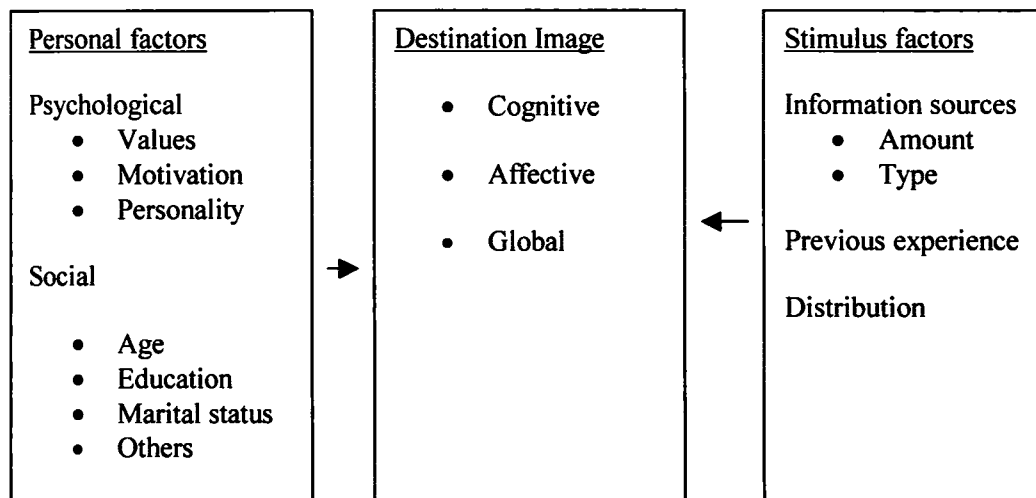 Personal factors
Psychological
• Values
• Motivation
• Personality
Social
• Age
• Education
• Marital status
• Others
Destination Image
• Cognitive
• Affective
• Global
Stimulus factors
Information sources
• Amount
• Type
Previous experience
Distribution